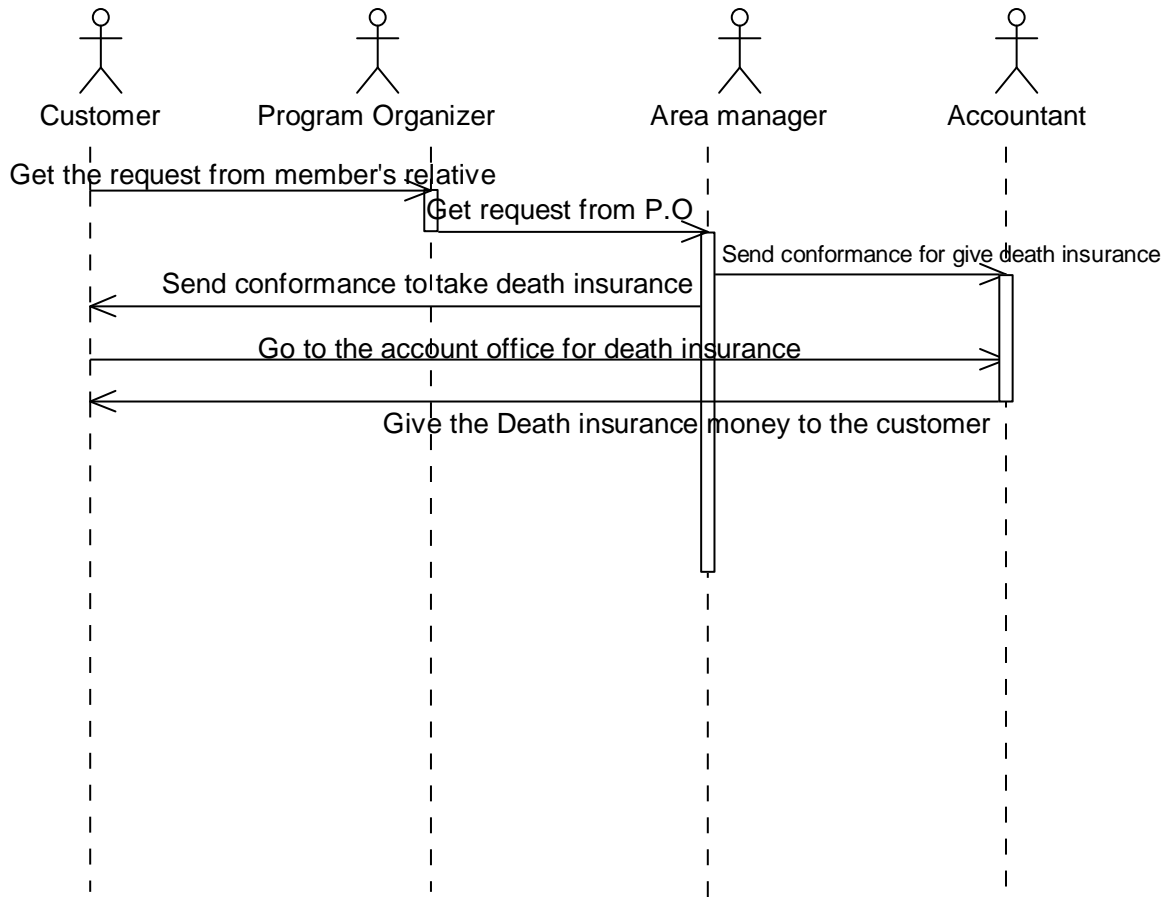 Customer
Program Organizer
Area manager
Accountant
Get the request from member's relative
Get request from P.O
Send conformance for give death insurance
Send conformance to take death insurance
Go to the account office for death insurance
Give the Death insurance money to the customer